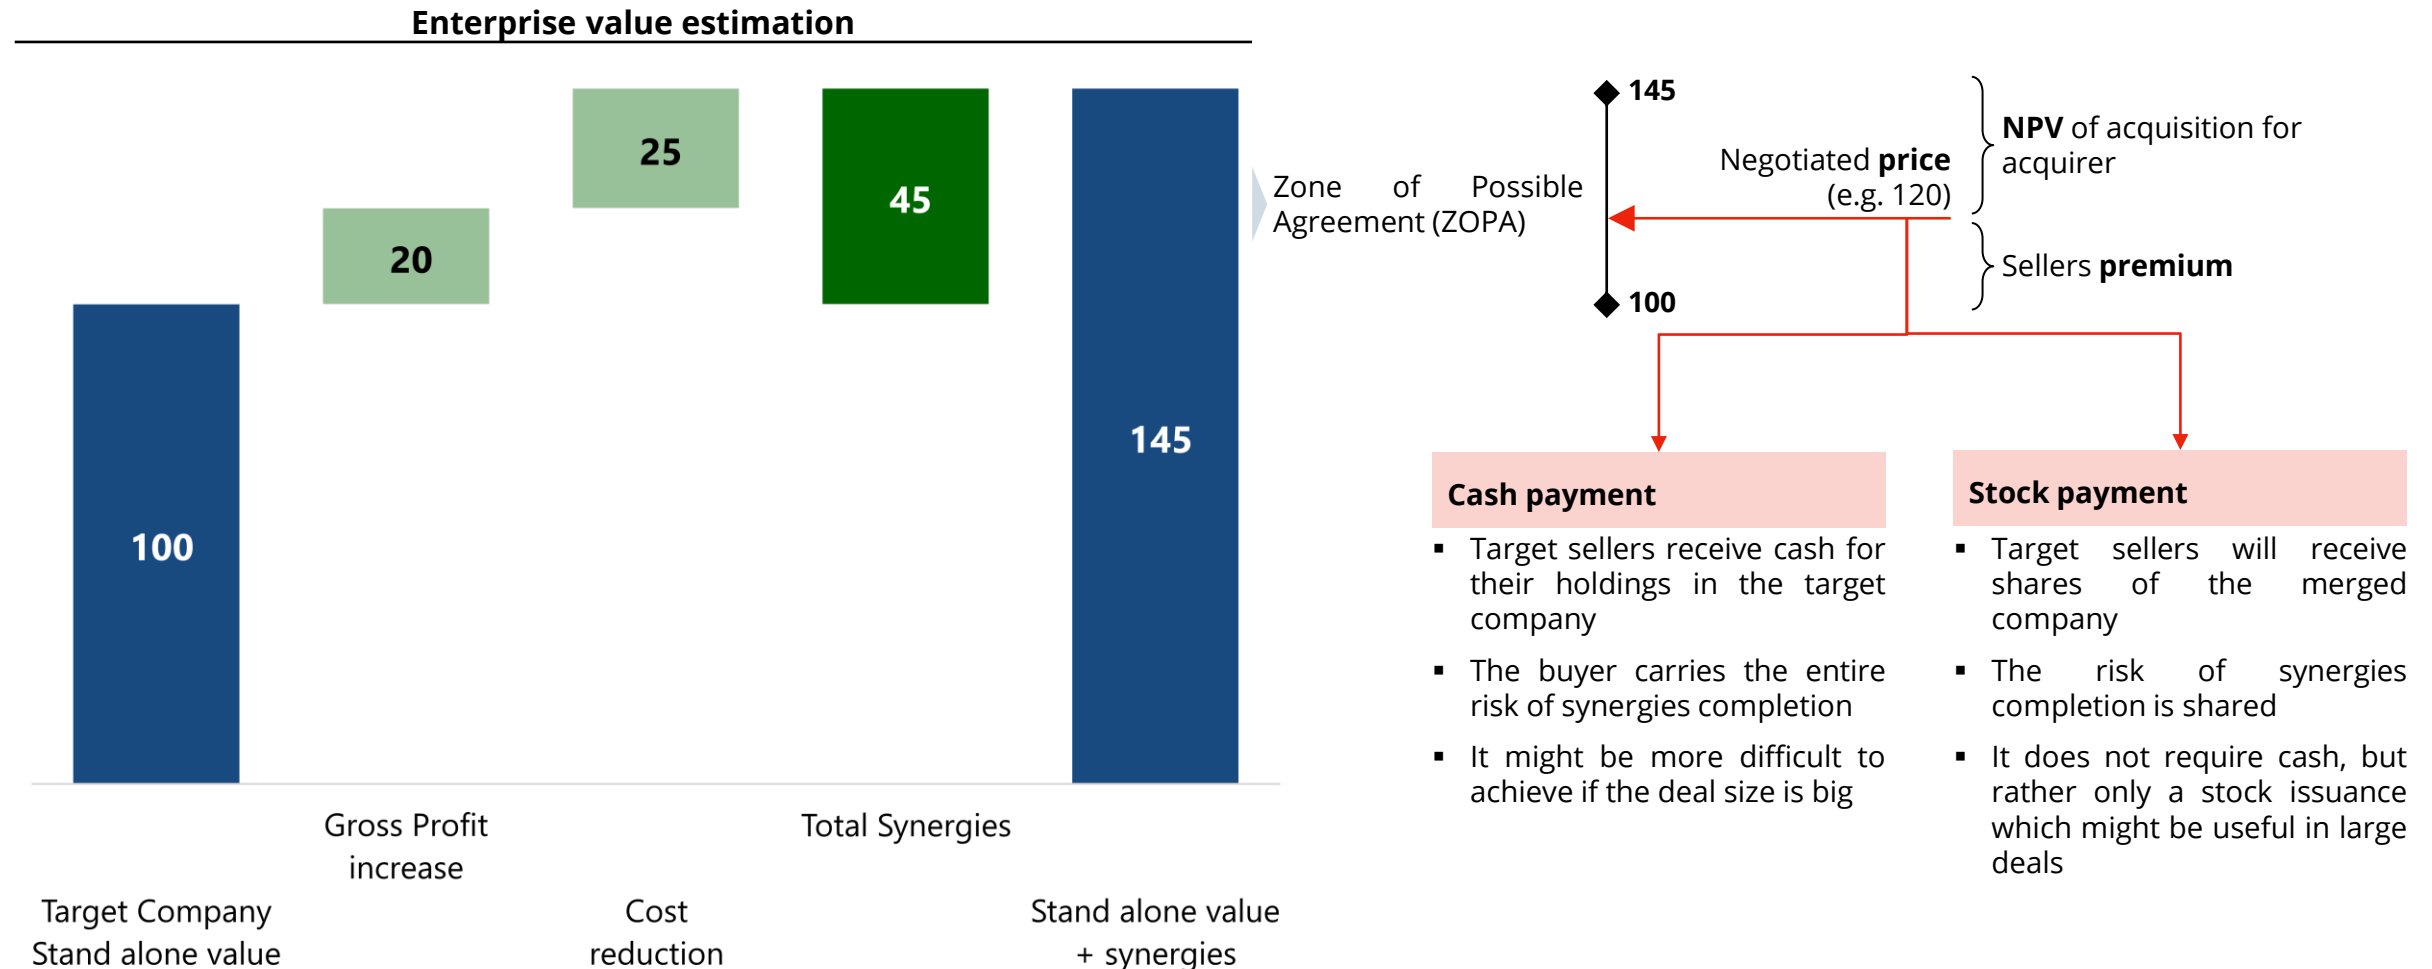 Enterprise value estimation
100
20
25
45
145
Target Company
Stand alone value
Gross Profit
increase
Cost
reduction
Total Synergies
Stand alone value
+ synergies
Zone of Possible
Agreement (ZOPA)
145
100
Negotiated price
(e.g. 120)
NPV of acquisition for
acquirer
Sellers premium
Cash payment
▪ Target sellers receive cash for
their holdings in the target
company
▪ The buyer carries the entire
risk of synergies completion
▪ It might be more difficult to
achieve if the deal size is big
Stock payment
▪ Target sellers will receive
shares of the merged
company
▪ The risk of synergies
completion is shared
▪ It does not require cash, but
rather only a stock issuance
which might be useful in large
deals